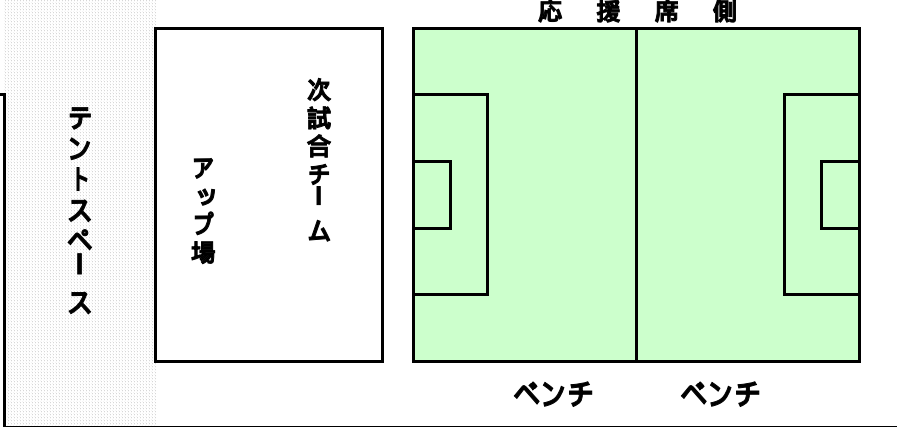 応援席側
次試合チーム
アップ場
テントスペース
ベンチ
ベンチ